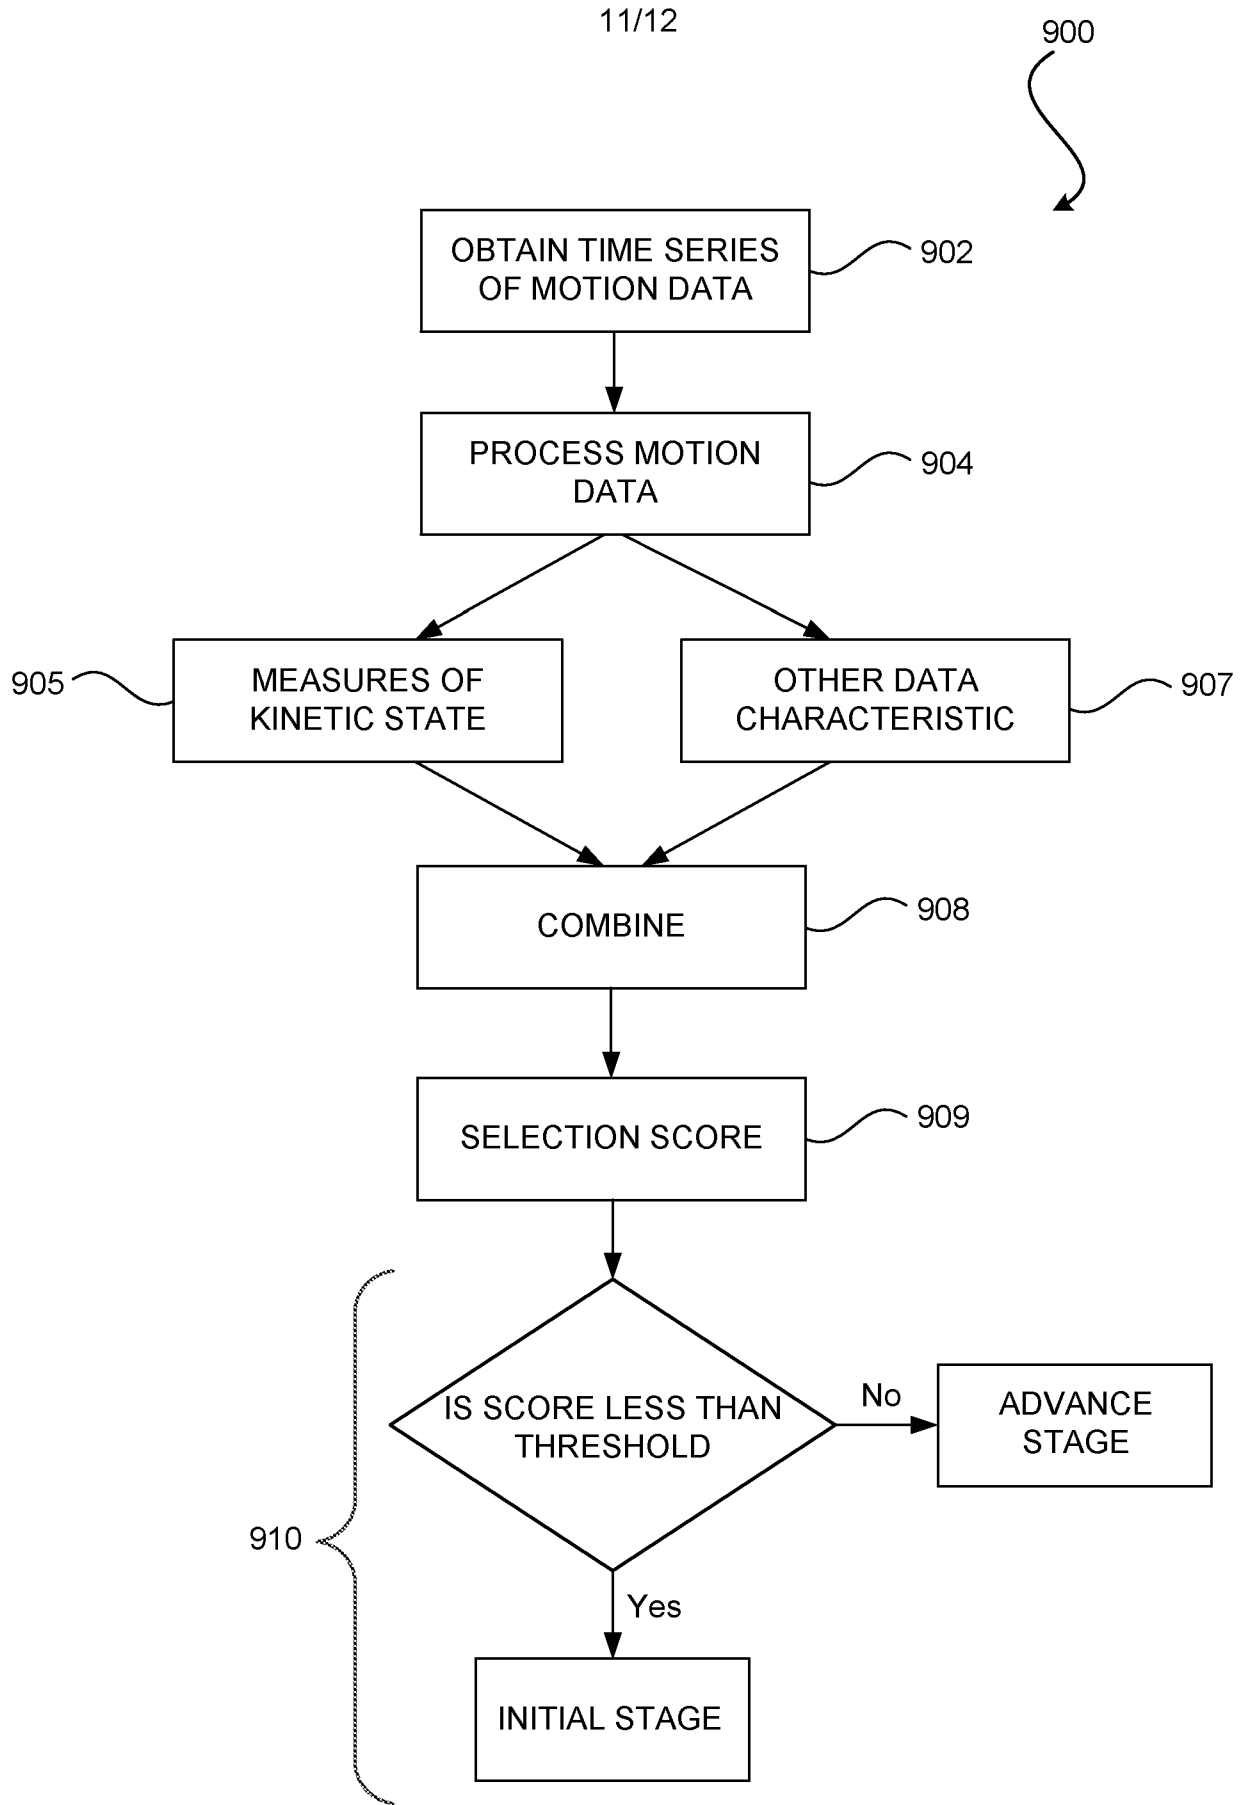 11/12
900
OBTAIN TIME SERIES
OF MOTION DATA
902
PROCESS MOTION
DATA
904
905
MEASURES OF
KINETIC STATE
OTHER DATA
CHARACTERISTIC
907
COMBINE
908
SELECTION SCORE
909
IS SCORE LESS THAN
THRESHOLD
No
ADVANCE
STAGE
910
Yes
INITIAL STAGE